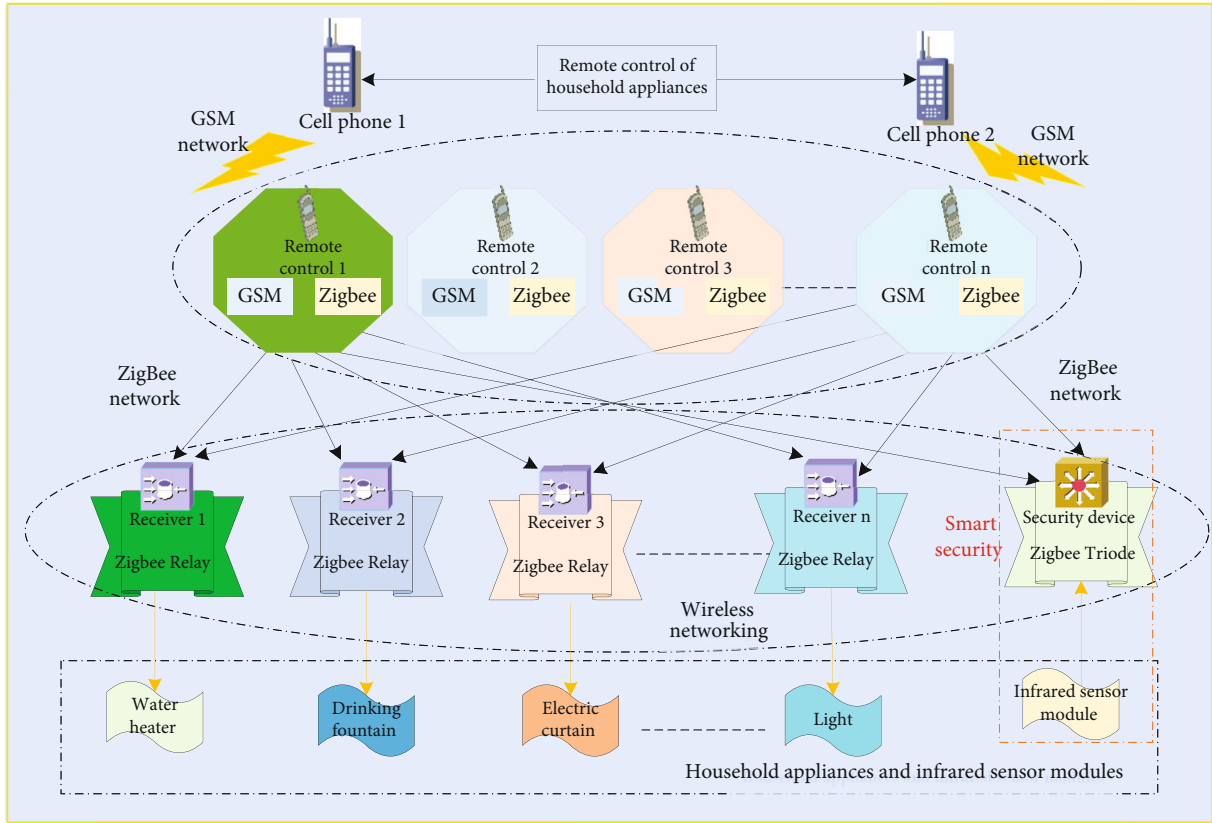 Remote control of
household appliances
Cell phone 1
Cell phone 2
GSM
network
GSM
network
Remote
control 1
GSM
Zigbee
Remote
control 2
GSM
Zigbee
Remote
control 3
GSM
Zigbee
Remote
control n
GSM
Zigbee
ZigBee
network
ZigBee
network
Receiver 1
Zigbee Relay
Receiver 2
Zigbee Relay
Receiver 3
Zigbee Relay
Receiver n
Zigbee Relay
Smart
security
Security device
Zigbee Triode
Wireless
networking
Water
heater
Drinking
fountain
Electric
curtain
Light
Infrared sensor
module
Household appliances and infrared sensor modules